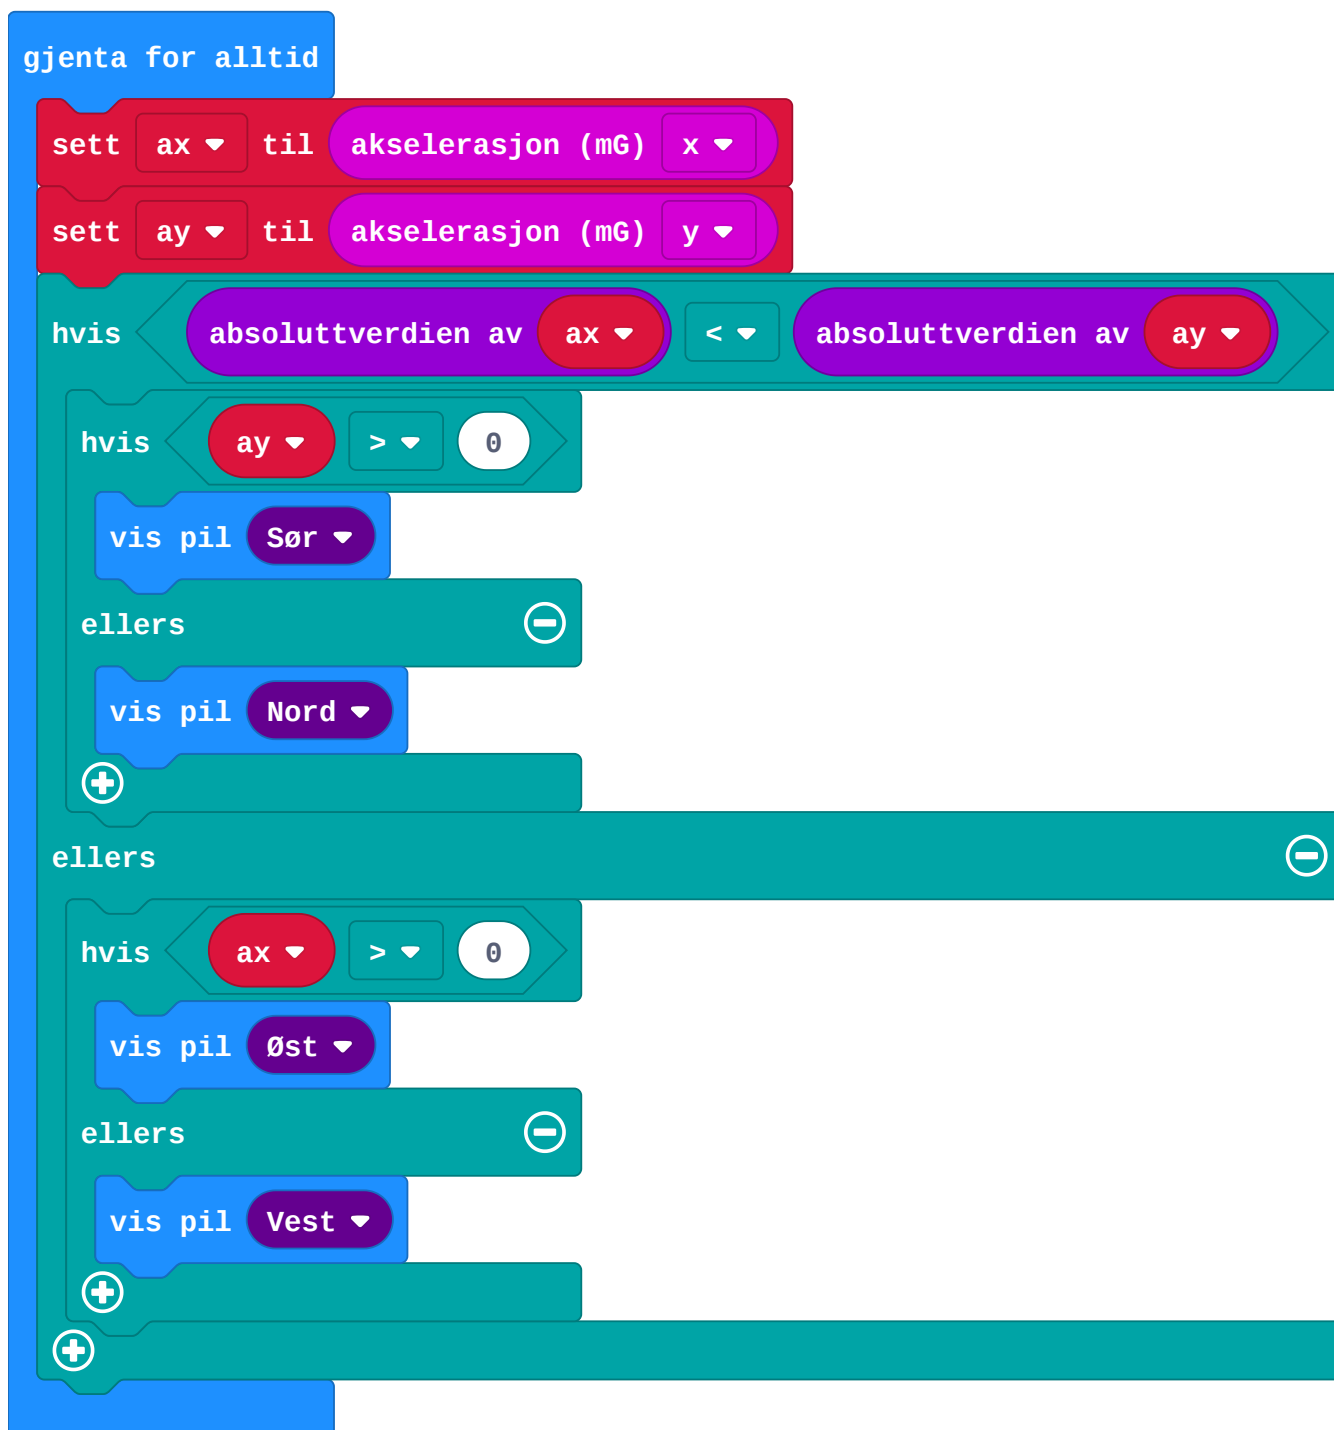 gjenta for alltid
sett ax til akselerasjon (mG) x
sett ay til akselerasjon (mG) y
hvis absoluttverdien av ax < absoluttverdien av ay
hvis ay > 0
vis pil Sør
ellers
vis pil Nord
ellers
hvis ax > 0
vis pil Øst
ellers
vis pil Vest